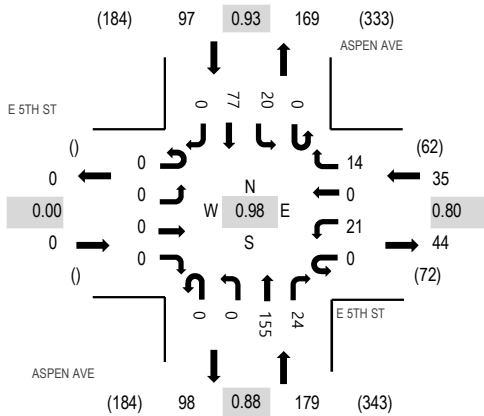 (184) 97 0.93 169 (333)
ASPEN AVE
E 5TH ST
0 77 20 0
() (62)
0 0 14 35
0 0
0.00 W N 0.98 E S 0.80
0 21
0 0 0 44
() (72)
0 0 155 24
E 5TH ST
ASPEN AVE
(184) 98 0.88 179 (343)